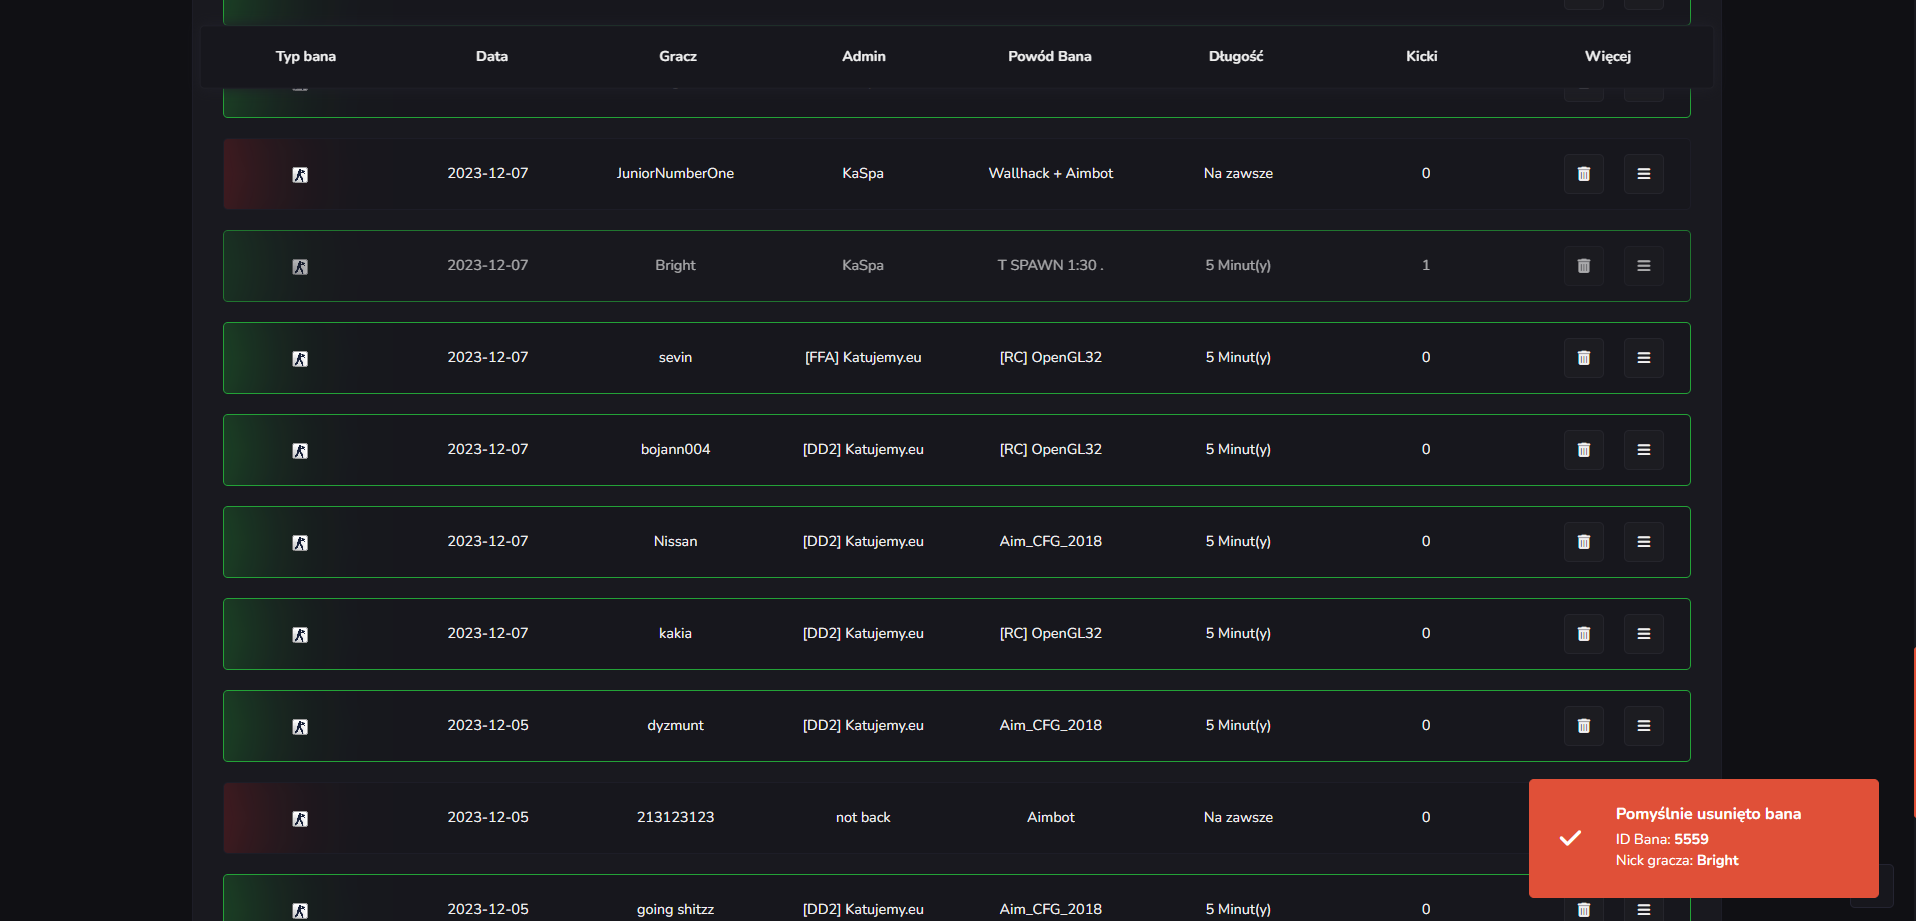 Typ bana Data Gracz Admin Powód Bana Długość Kicki Więcej
2023-12-07 JuniorNumberOne KaSpa Wallhack + Aimbot Na zawsze 0
2023-12-07 Bright KaSpa T SPAWN 1:30 . 5 Minut(y) 1
2023-12-07 sevin [FFA] Katujemy.eu [RC] OpenGL32 5 Minut(y) 0
2023-12-07 bojann004 [DD2] Katujemy.eu [RC] OpenGL32 5 Minut(y) 0
2023-12-07 Nissan [DD2] Katujemy.eu Aim_CFG_2018 5 Minut(y) 0
2023-12-07 kakia [DD2] Katujemy.eu [RC] OpenGL32 5 Minut(y) 0
2023-12-05 dyzmunt [DD2] Katujemy.eu Aim_CFG_2018 5 Minut(y) 0
2023-12-05 213123123 not back Aimbot Na zawsze 0
2023-12-05 going shitzz [DD2] Katujemy.eu Aim_CFG_2018 5 Minut(y) 0
Pomyślnie usunięto bana
ID Bana: 5559
Nick gracza: Bright